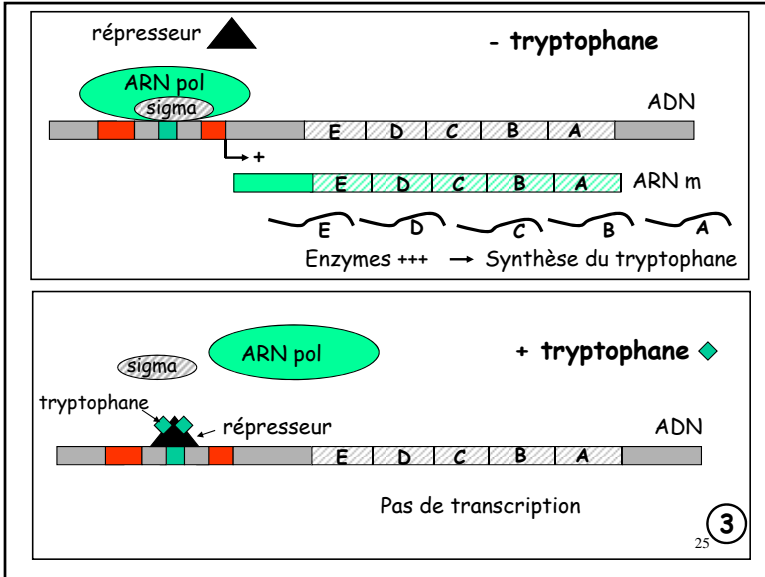 répresseur
- tryptophane
ARN pol
sigma
ADN
E D C B A
+
E D C B A
ARN m
E D C B A
Enzymes +++ → Synthèse du tryptophane
ARN pol
+ tryptophane
sigma
tryptophane
répresseur
ADN
E D C B A
Pas de transcription
3
25